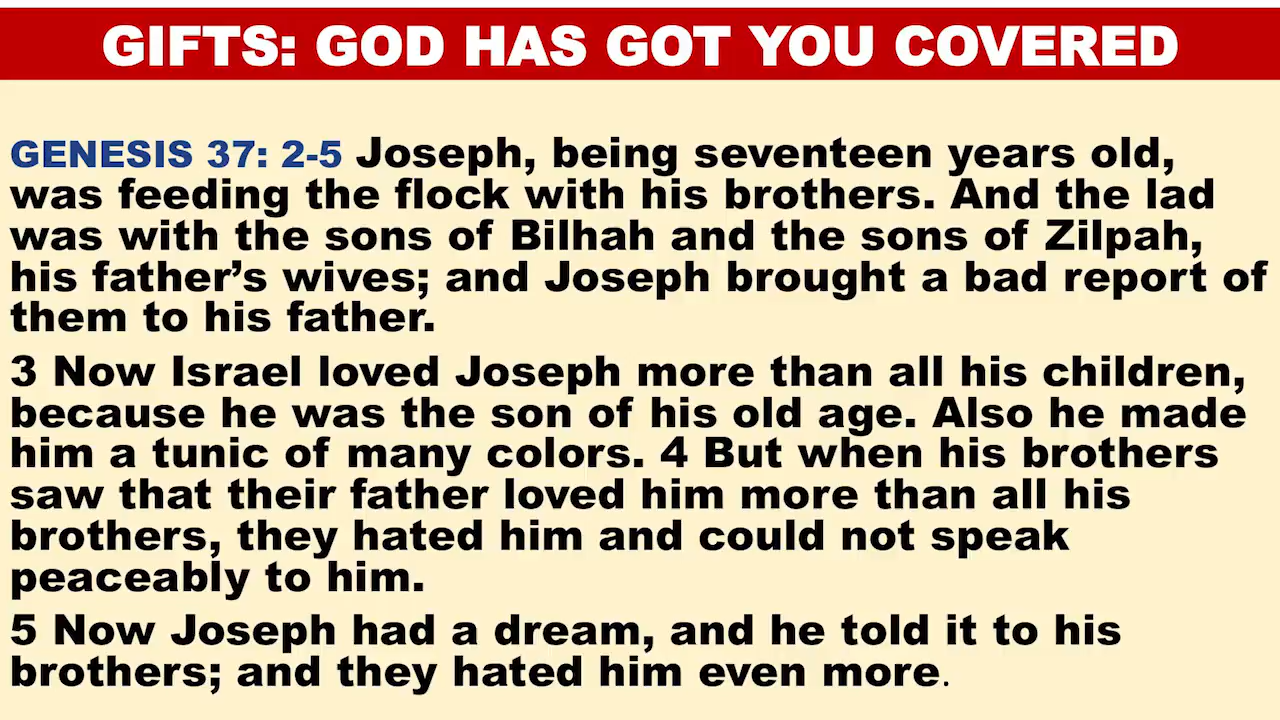 GIFTS: GOD HAS GOT YOU COVERED
GENESIS 37: 2-5 Joseph, being seventeen years old,
was feeding the flock with his brothers. And the lad
was with the sons of Bilhah and the sons of Zilpah,
his father’s wives; and Joseph brought a bad report of
them to his father.
3 Now Israel loved Joseph more than all his children,
because he was the son of his old age. Also he made
him a tunic of many colors. 4 But when his brothers
saw that their father loved him more than all his
brothers, they hated him and could not speak
peaceably to him.
5 Now Joseph had a dream, and he told it to his
brothers; and they hated him even more.